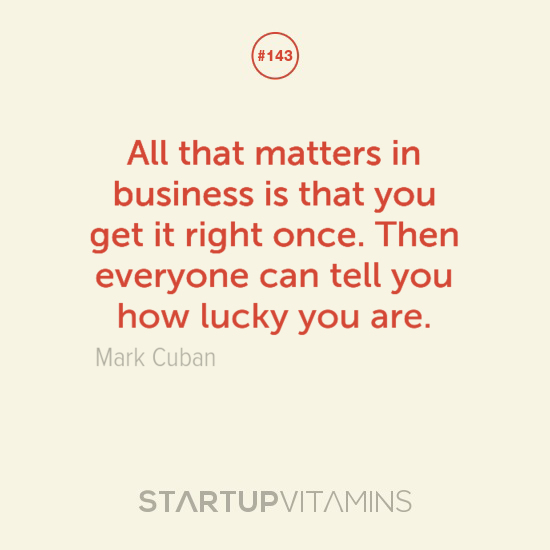 #143
All that matters in
business is that you
get it right once. Then
everyone can tell you
how lucky you are.
Mark Cuban
STARTUPVITAMINS